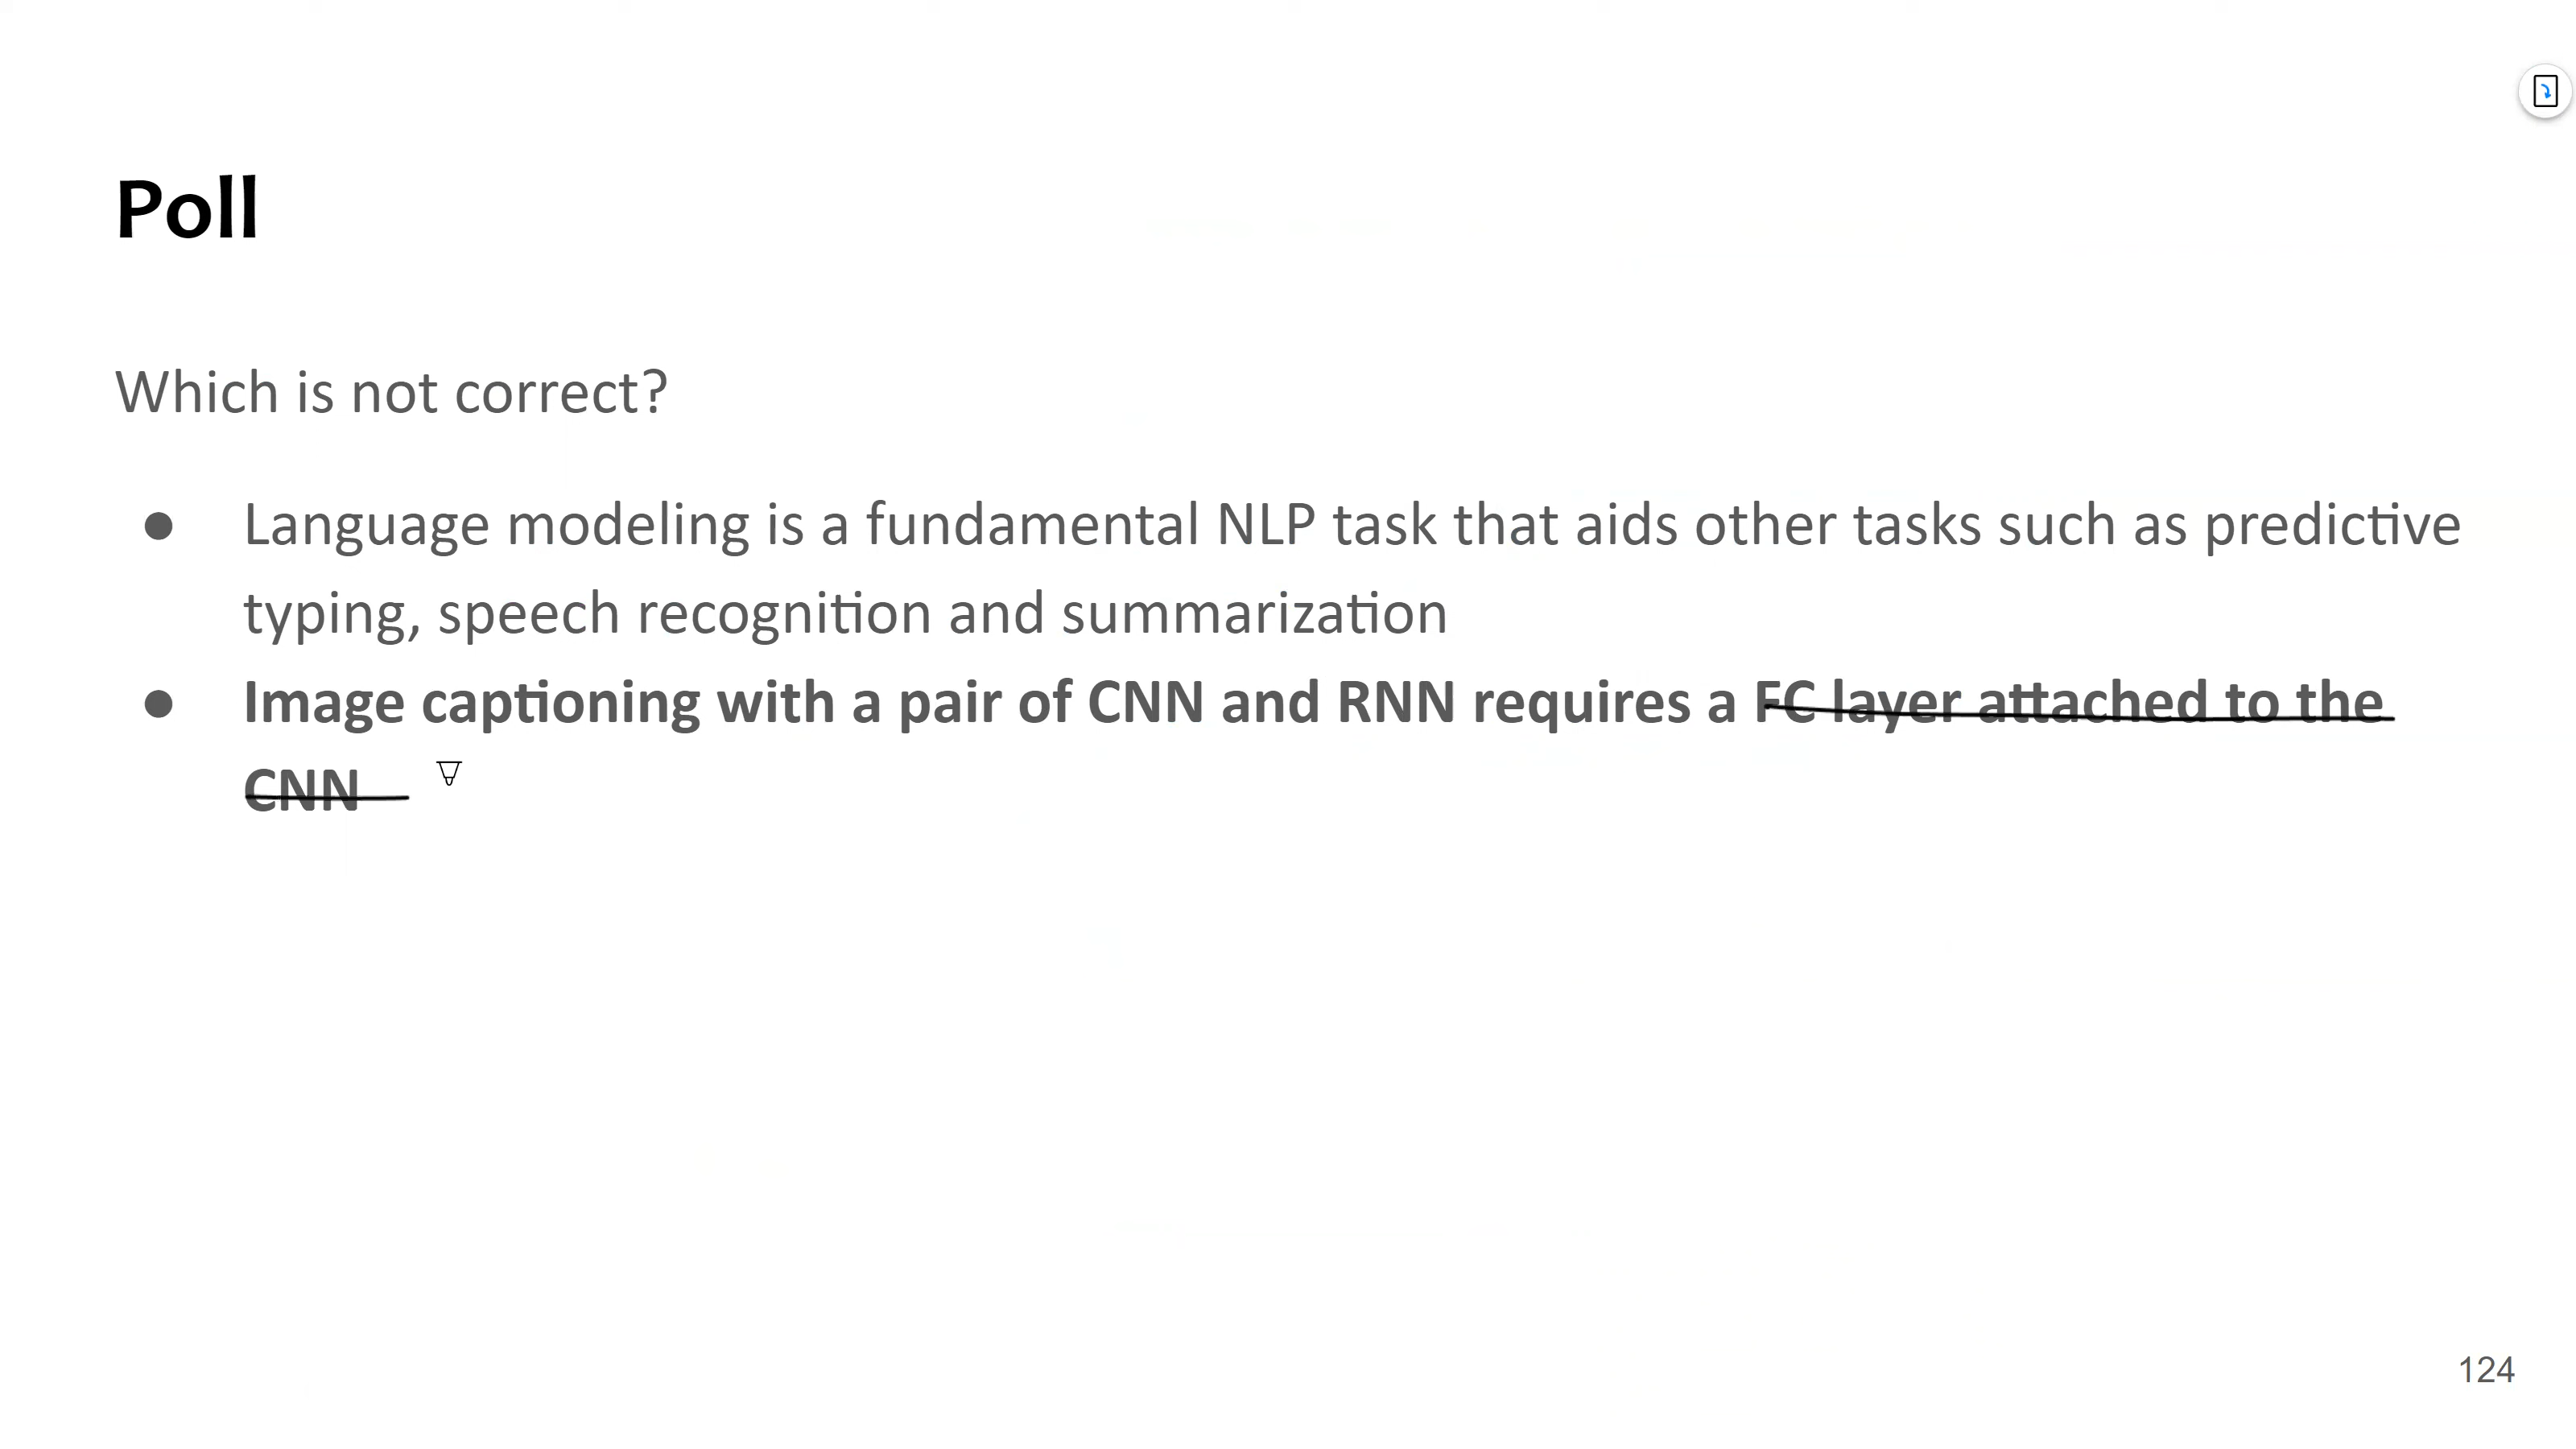 Poll
Which is not correct?
● Language modeling is a fundamental NLP task that aids other tasks such as predictive
typing, speech recognition and summarization
● Image captioning with a pair of CNN and RNN requires a FC layer attached to the
CNN
124